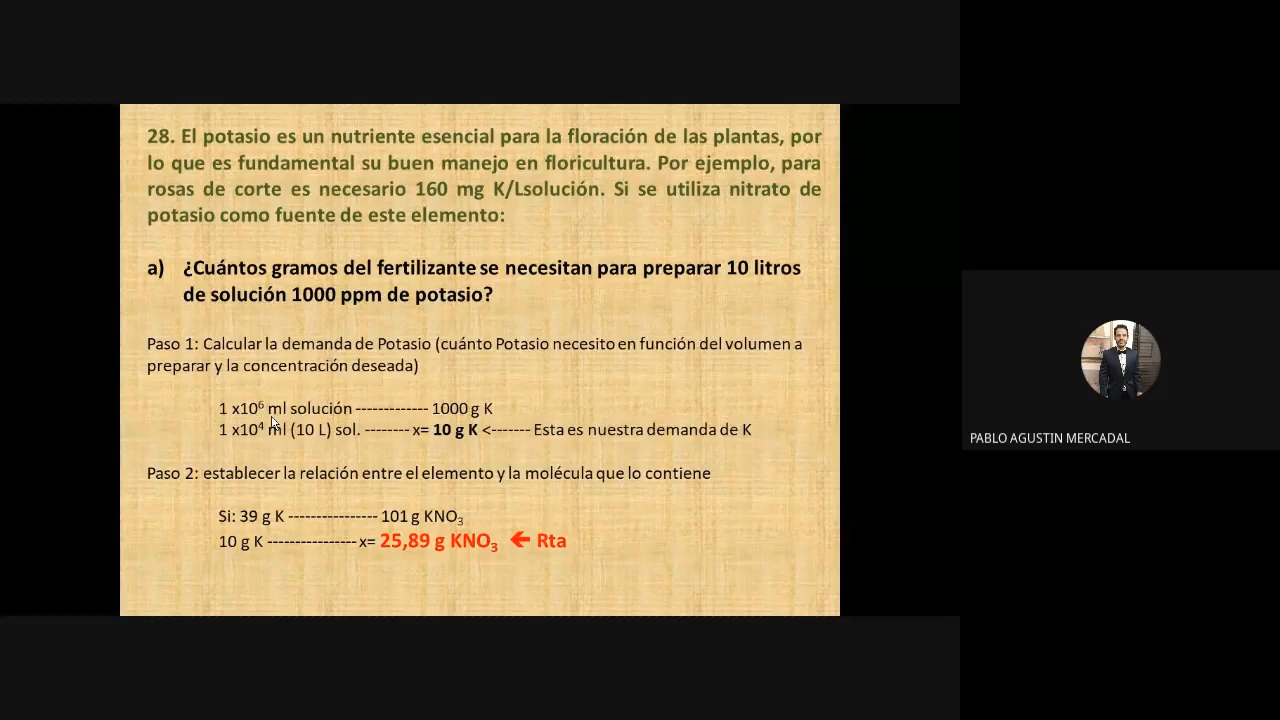 28. El potasio es un nutriente esencial para la floración de las plantas, por
lo que es fundamental su buen manejo en floricultura. Por ejemplo, para
rosas de corte es necesario 160 mg K/Lsolución. Si se utiliza nitrato de
potasio como fuente de este elemento:
a) ¿Cuántos gramos del fertilizante se necesitan para preparar 10 litros
de solución 1000 ppm de potasio?
Paso 1: Calcular la demanda de Potasio (cuánto Potasio necesito en función del volumen a
preparar y la concentración deseada)
1 x10⁶ ml solución ------------- 1000 g K
1 x10⁴ ml (10 L) sol. -------- x= 10 g K <------- Esta es nuestra demanda de K
Paso 2: establecer la relación entre el elemento y la molécula que lo contiene
Si: 39 g K ---------------- 101 g KNO₃
10 g K ---------------- x= 25,89 g KNO₃ 🡰 Rta
PABLO AGUSTIN MERCADAL